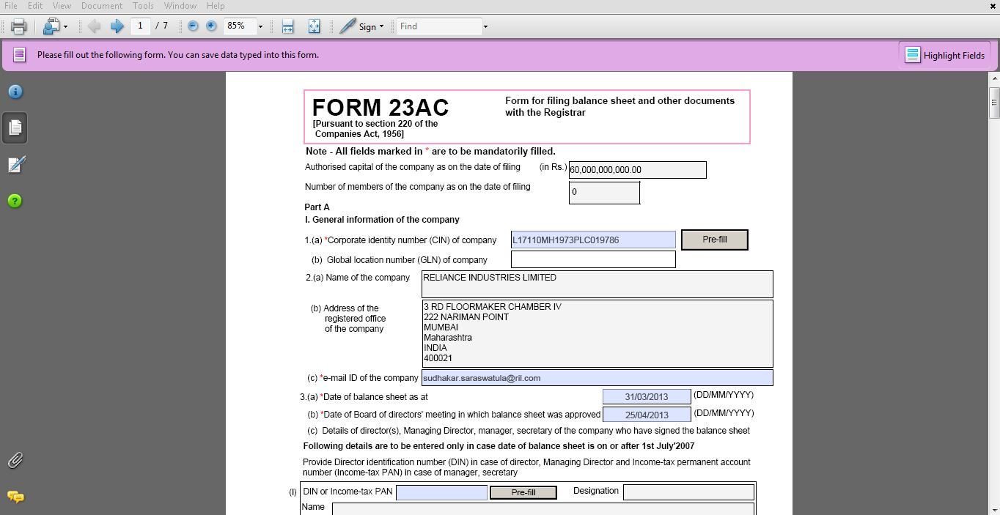 File Edit View Document Tools Window Help
1 / 7 85% Sign Find
Please fill out the following form. You can save data typed into this form.
Highlight Fields
FORM 23AC
Form for filing balance sheet and other documents
with the Registrar
[Pursuant to section 220 of the
Companies Act, 1956]
Note - All fields marked in * are to be mandatorily filled.
Authorised capital of the company as on the date of filing (in Rs.) 60,000,000,000.00
Number of members of the company as on the date of filing 0
Part A
I. General information of the company
1.(a) *Corporate identity number (CIN) of company L17110MH1973PLC019786 Pre-fill
(b) Global location number (GLN) of company
2.(a) Name of the company RELIANCE INDUSTRIES LIMITED
(b) Address of the
registered office
of the company
3 RD FLOORMAKER CHAMBER IV
222 NARIMAN POINT
MUMBAI
Maharashtra
INDIA
400021
(c) *e-mail ID of the company sudhakar.saraswatula@ril.com
3.(a) *Date of balance sheet as at 31/03/2013 (DD/MM/YYYY)
(b) *Date of Board of directors' meeting in which balance sheet was approved 25/04/2013 (DD/MM/YYYY)
(c) Details of director(s), Managing Director, manager, secretary of the company who have signed the balance sheet
Following details are to be entered only in case date of balance sheet is on or after 1st July'2007
Provide Director identification number (DIN) in case of director, Managing Director and Income-tax permanent account
number (Income-tax PAN) in case of manager, secretary
(I) DIN or Income-tax PAN Pre-fill Designation
Name